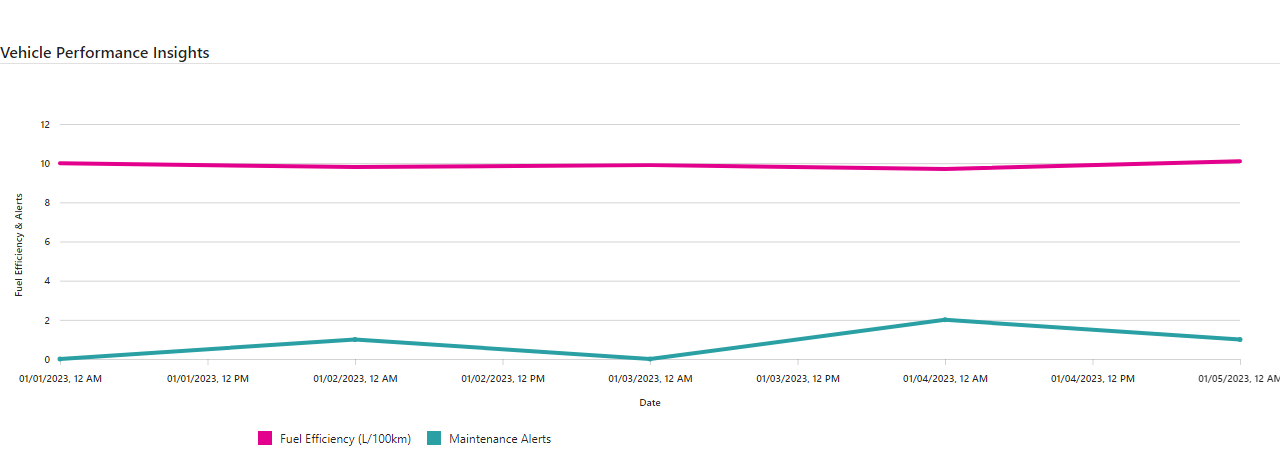 Vehicle Performance Insights
12
10
8
6
4
2
0
Fuel Efficiency & Alerts
01/01/2023, 12 AM 01/01/2023, 12 PM 01/02/2023, 12 AM 01/02/2023, 12 PM 01/03/2023, 12 AM 01/03/2023, 12 PM 01/04/2023, 12 AM 01/04/2023, 12 PM 01/05/2023, 12 AM
Date
Fuel Efficiency (L/100km) Maintenance Alerts